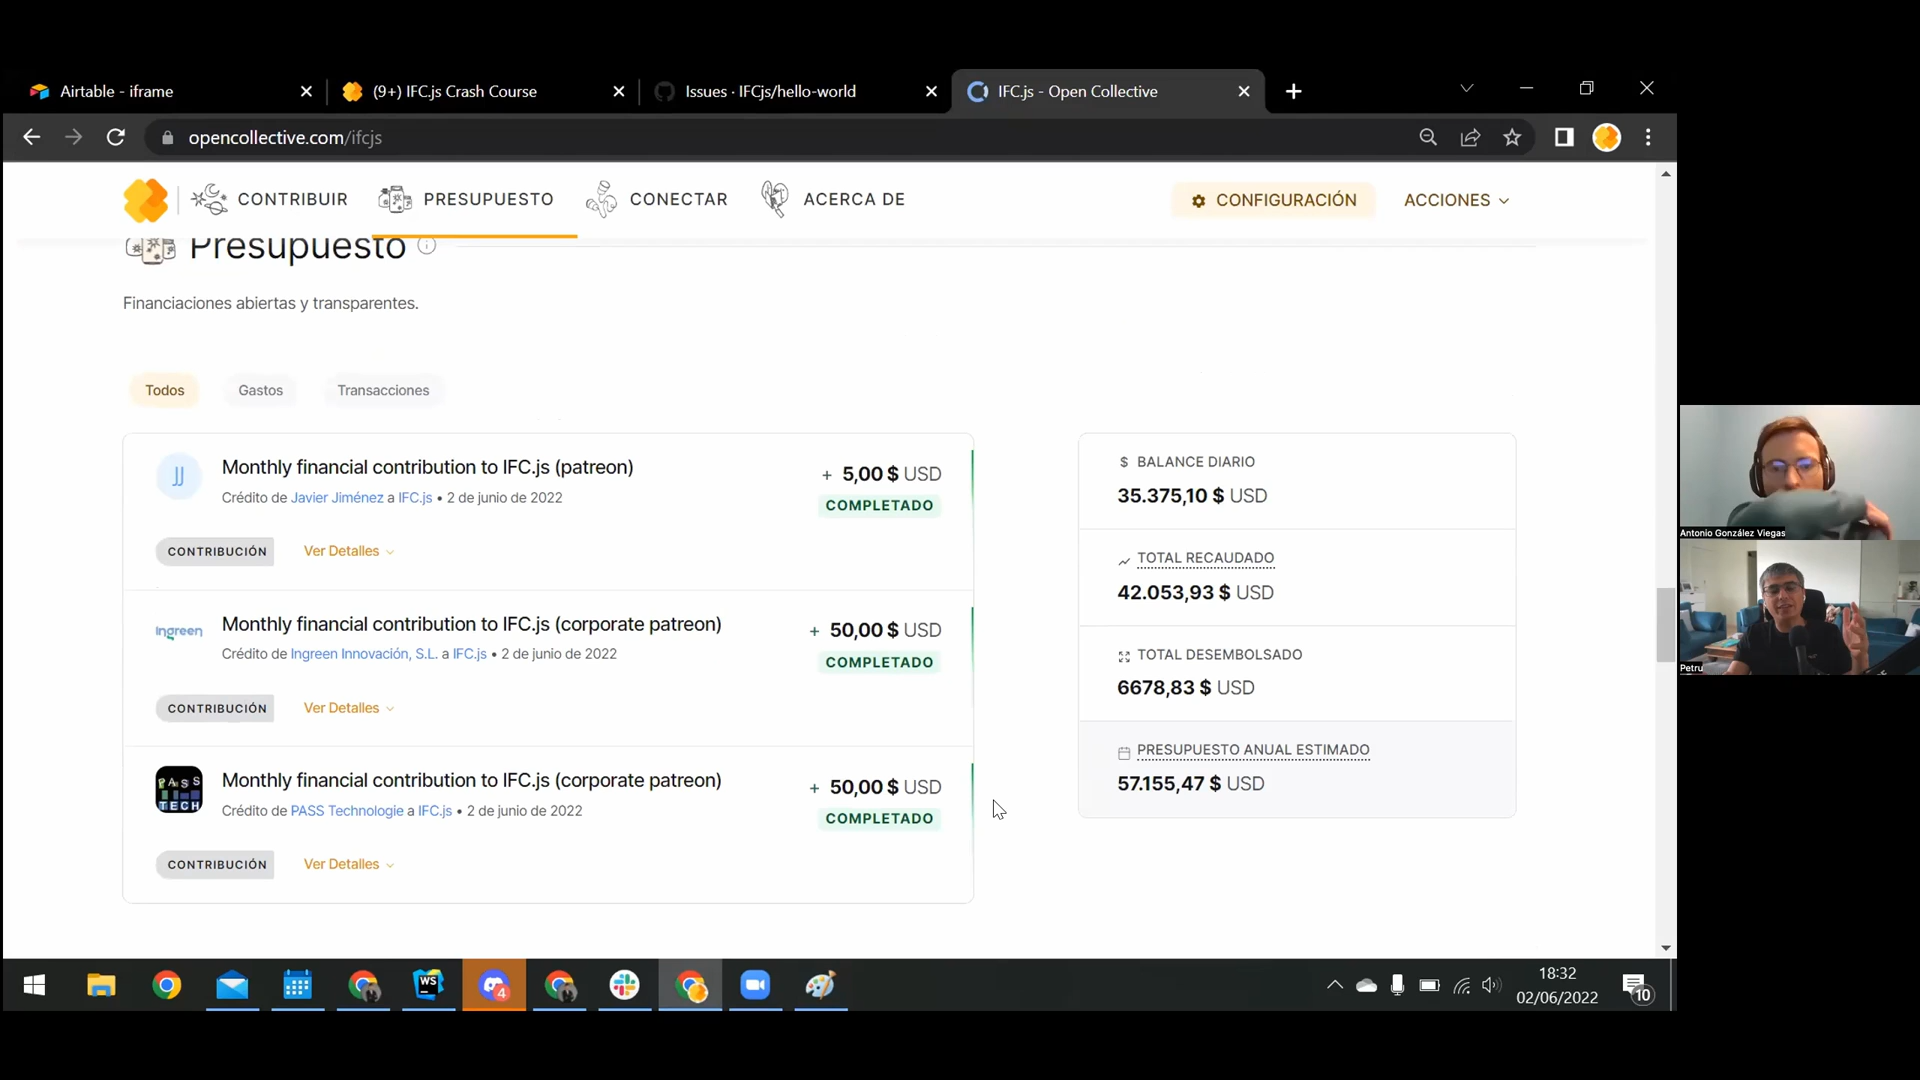 Airtable - iframe
(9+) IFC.js Crash Course
Issues · IFCjs/hello-world
IFC.js - Open Collective
opencollective.com/ifcjs
CONTRIBUIR
PRESUPUESTO
CONECTAR
ACERCA DE
CONFIGURACIÓN
ACCIONES
Presupuesto
Financiaciones abiertas y transparentes.
Todos
Gastos
Transacciones
JJ
Monthly financial contribution to IFC.js (patreon)
+ 5,00 $ USD
Crédito de Javier Jiménez a IFC.js • 2 de junio de 2022
COMPLETADO
CONTRIBUCIÓN
Ver Detalles
ingreen
Monthly financial contribution to IFC.js (corporate patreon)
+ 50,00 $ USD
Crédito de Ingreen Innovación, S.L. a IFC.js • 2 de junio de 2022
COMPLETADO
CONTRIBUCIÓN
Ver Detalles
PASS
TECH
Monthly financial contribution to IFC.js (corporate patreon)
+ 50,00 $ USD
Crédito de PASS Technologie a IFC.js • 2 de junio de 2022
COMPLETADO
CONTRIBUCIÓN
Ver Detalles
$ BALANCE DIARIO
35.375,10 $ USD
TOTAL RECAUDADO
42.053,93 $ USD
TOTAL DESEMBOLSADO
6678,83 $ USD
PRESUPUESTO ANUAL ESTIMADO
57.155,47 $ USD
Antonio González Viegas
Petru
WS
4
18:32
02/06/2022
10